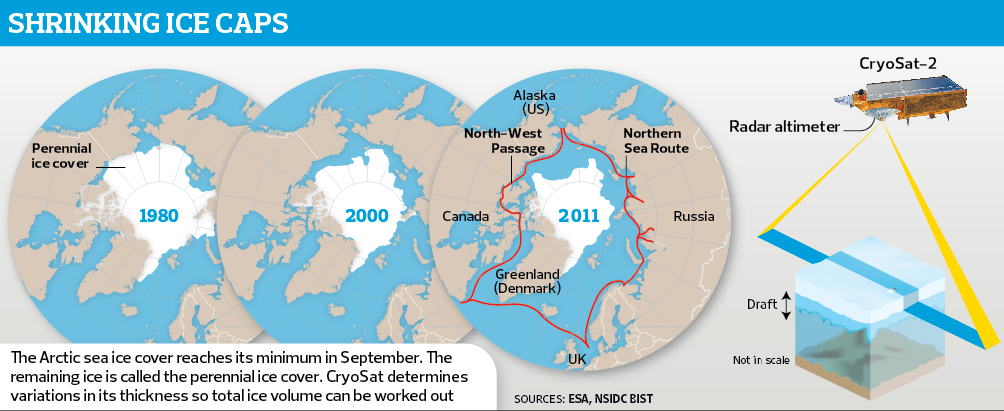 SHRINKING ICE CAPS
Perennial
ice cover
1980
2000
2011
Alaska
(US)
North-West
Passage
Northern
Sea Route
Canada
Russia
Greenland
(Denmark)
UK
CryoSat-2
Radar altimeter
Draft
Not in scale
The Arctic sea ice cover reaches its minimum in September. The
remaining ice is called the perennial ice cover. CryoSat determines
variations in its thickness so total ice volume can be worked out
SOURCES: ESA, NSIDC BIST